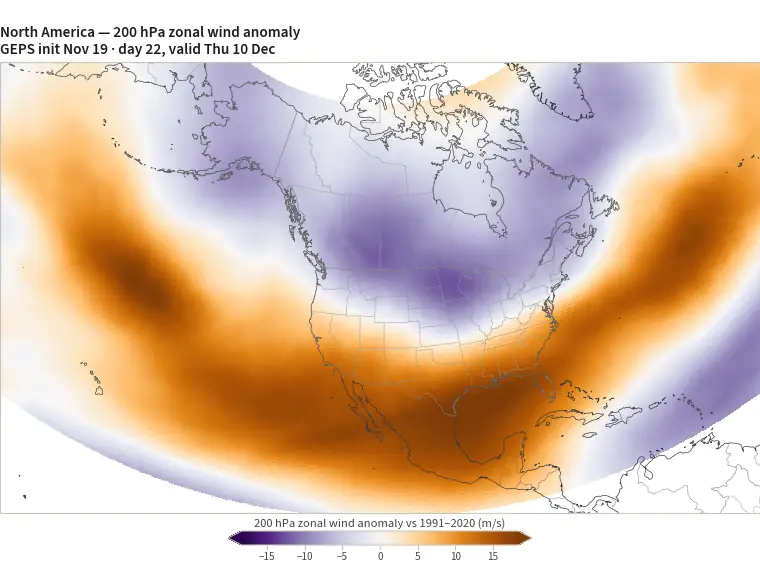 North America — 200 hPa zonal wind anomaly
GEPS init Nov 19 · day 22, valid Thu 10 Dec
200 hPa zonal wind anomaly vs 1991–2020 (m/s)
−15 −10 −5 0 5 10 15